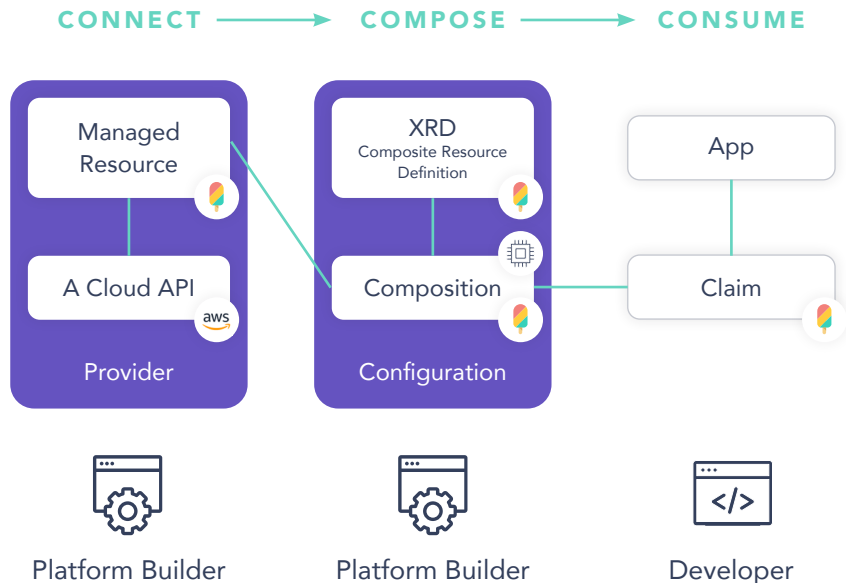 CONNECT
COMPOSE
CONSUME
Managed
Resource
A Cloud API
aws
Provider
XRD
Composite Resource
Definition
Composition
Configuration
App
Claim
Platform Builder
Platform Builder
</>
Developer